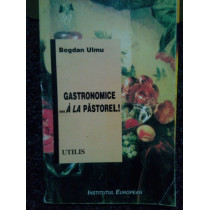 Bogdan Ulmu
GASTRONOMICE
...À LA PĂSTOREL!
UTILIS
INSTITUTUL EUROPEAN